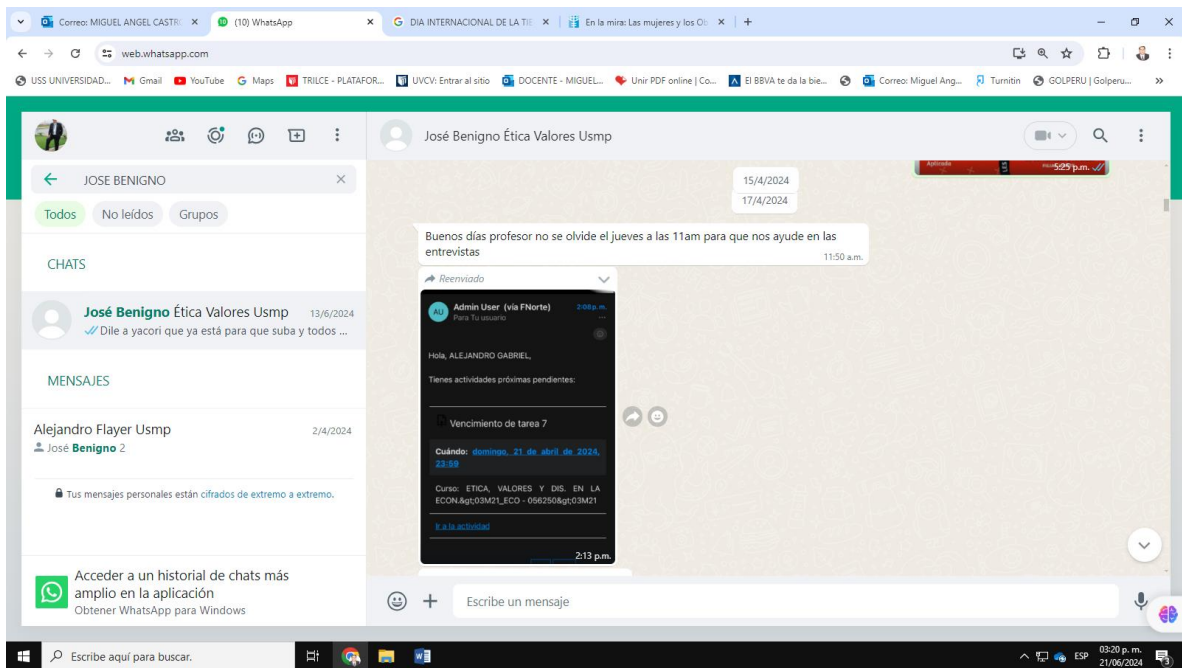 Correo: MIGUEL ANGEL CASTR
(10) WhatsApp
DIA INTERNACIONAL DE LA TIE
En la mira: Las mujeres y los Ob
web.whatsapp.com
USS UNIVERSIDAD...
Gmail
YouTube
Maps
TRILCE - PLATAFOR...
UVCV: Entrar al sitio
DOCENTE - MIGUEL...
Unir PDF online | Co...
El BBVA te da la bie...
Correo: Miguel Ang...
Turnitin
GOLPERU | Golperu...
José Benigno Ética Valores Usmp
JOSE BENIGNO
Todos
No leídos
Grupos
CHATS
José Benigno Ética Valores Usmp 13/6/2024
Dile a yacori que ya está para que suba y todos ...
MENSAJES
Alejandro Flayer Usmp 2/4/2024
José Benigno 2
Tus mensajes personales están cifrados de extremo a extremo.
Acceder a un historial de chats más
amplio en la aplicación
Obtener WhatsApp para Windows
5:25 p.m.
15/4/2024
17/4/2024
Buenos días profesor no se olvide el jueves a las 11am para que nos ayude en las
entrevistas
11:50 a.m.
Reenviado
AU
Admin User (vía FNorte) 2:08 p.m.
Para Tu usuario
Hola, ALEJANDRO GABRIEL,
Tienes actividades próximas pendientes:
Vencimiento de tarea 7
Cuándo: domingo, 21 de abril de 2024,
23:59
Curso: ETICA, VALORES Y DIS. EN LA
ECON.&gt;03M21_ECO - 056250&gt;03M21
Ir a la actividad
2:13 p.m.
Escribe un mensaje
Escribe aquí para buscar.
ESP
03:20 p. m.
21/06/2024
3